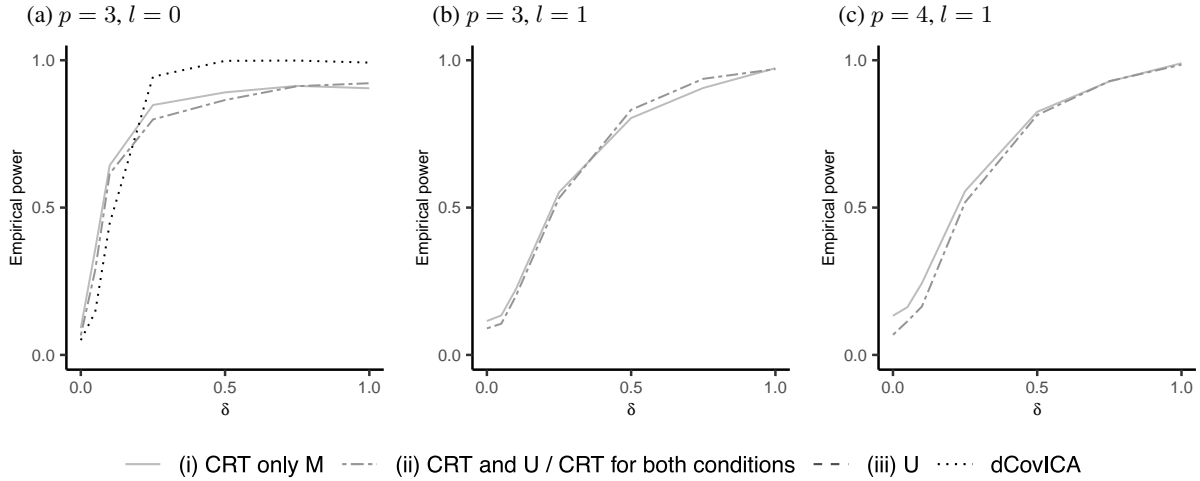 (a) p = 3, l = 0
(b) p = 3, l = 1
(c) p = 4, l = 1
Empirical power
1.0
0.5
0.0
0.0 0.5 1.0
δ
Empirical power
1.0
0.5
0.0
0.0 0.5 1.0
δ
Empirical power
1.0
0.5
0.0
0.0 0.5 1.0
δ
(i) CRT only M (ii) CRT and U / CRT for both conditions (iii) U dCovICA